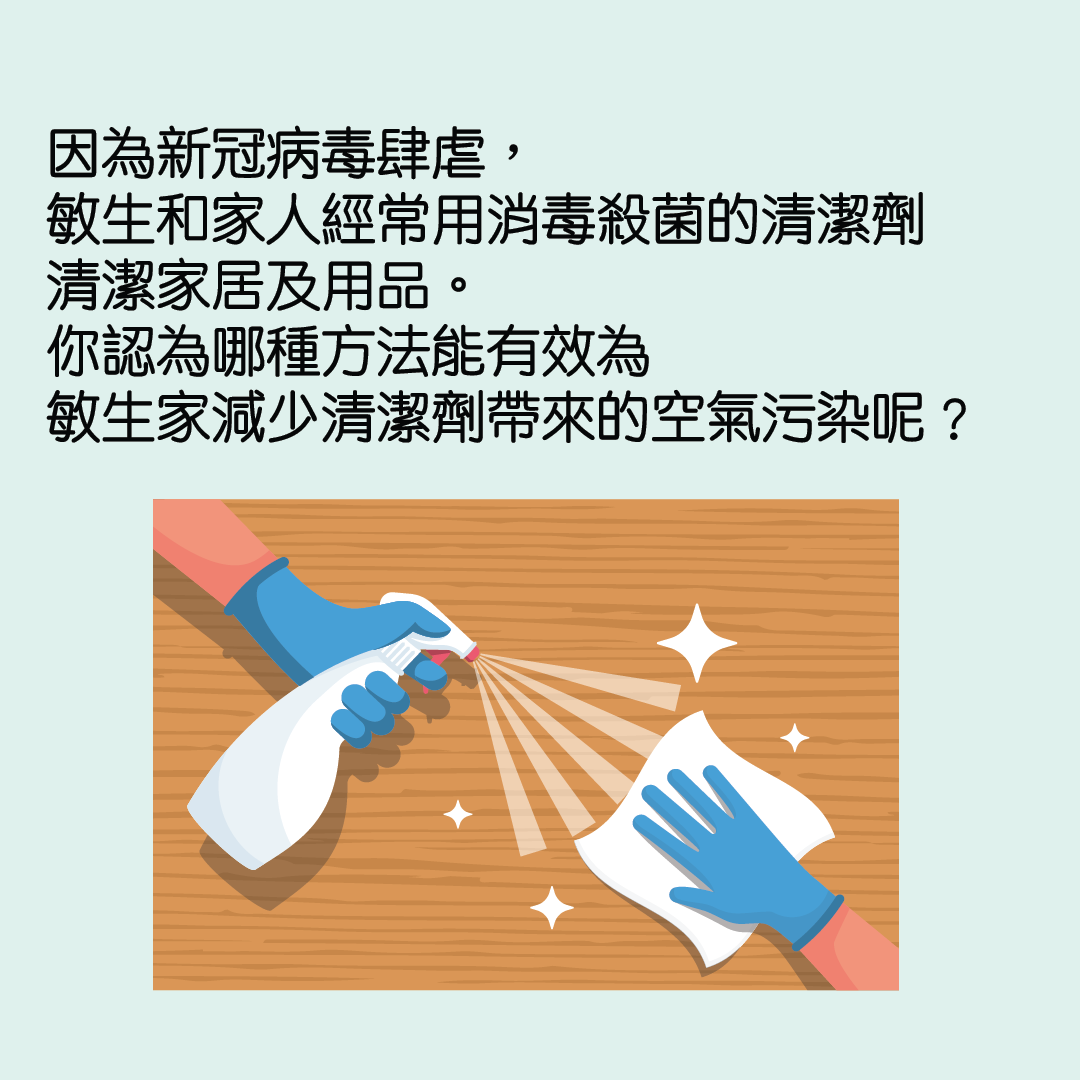 因為新冠病毒肆虐，
敏生和家人經常用消毒殺菌的清潔劑
清潔家居及用品。
你認為哪種方法能有效為
敏生家減少清潔劑帶來的空氣污染呢？